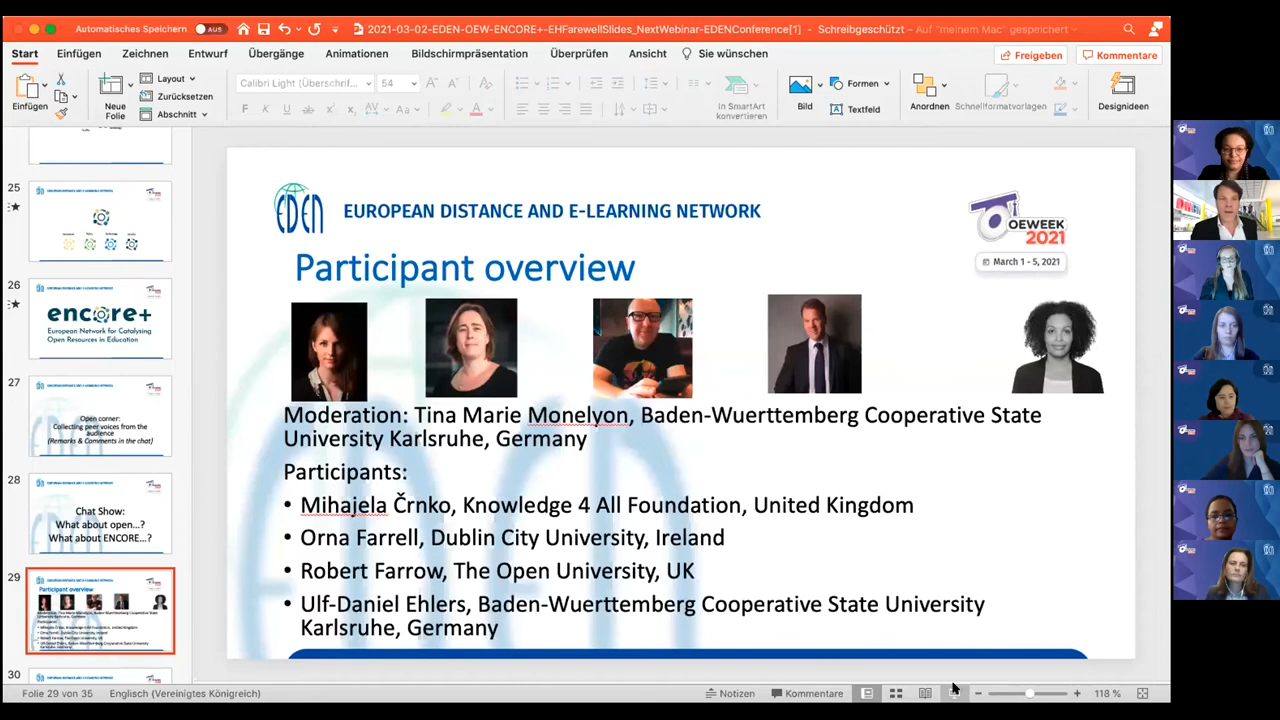 Automatisches Speichern AUS
2021-03-02-EDEN-OEW-ENCORE+-EHFarewellSlides_NextWebinar-EDENConference[1] - Schreibgeschützt – Auf "meinem Mac" gespeichert
Start Einfügen Zeichnen Entwurf Übergänge Animationen Bildschirmpräsentation Überprüfen Ansicht Sie wünschen Freigeben Kommentare
Einfügen
Neue
Folie
Layout
Zurücksetzen
Abschnitt
Calibri Light (Überschrif... 54
in SmartArt
konvertieren
Bild
Formen
Textfeld
Anordnen
Schnellformatvorlagen
Designideen
25
26
encore+
European Network for Catalysing
Open Resources in Education
27
Open corner:
Collecting peer voices from the
audience
(Remarks & Comments in the chat)
28
Chat Show:
What about open...?
What about ENCORE...?
29
Participant overview
30
EDEN
EUROPEAN DISTANCE AND E-LEARNING NETWORK
OEWEEK
2021
March 1 - 5, 2021
Participant overview
Moderation: Tina Marie Monelyon, Baden-Wuerttemberg Cooperative State
University Karlsruhe, Germany
Participants:
• Mihajela Črnko, Knowledge 4 All Foundation, United Kingdom
• Orna Farrell, Dublin City University, Ireland
• Robert Farrow, The Open University, UK
• Ulf-Daniel Ehlers, Baden-Wuerttemberg Cooperative State University
Karlsruhe, Germany
Folie 29 von 35 Englisch (Vereinigtes Königreich) Notizen Kommentare 118 %